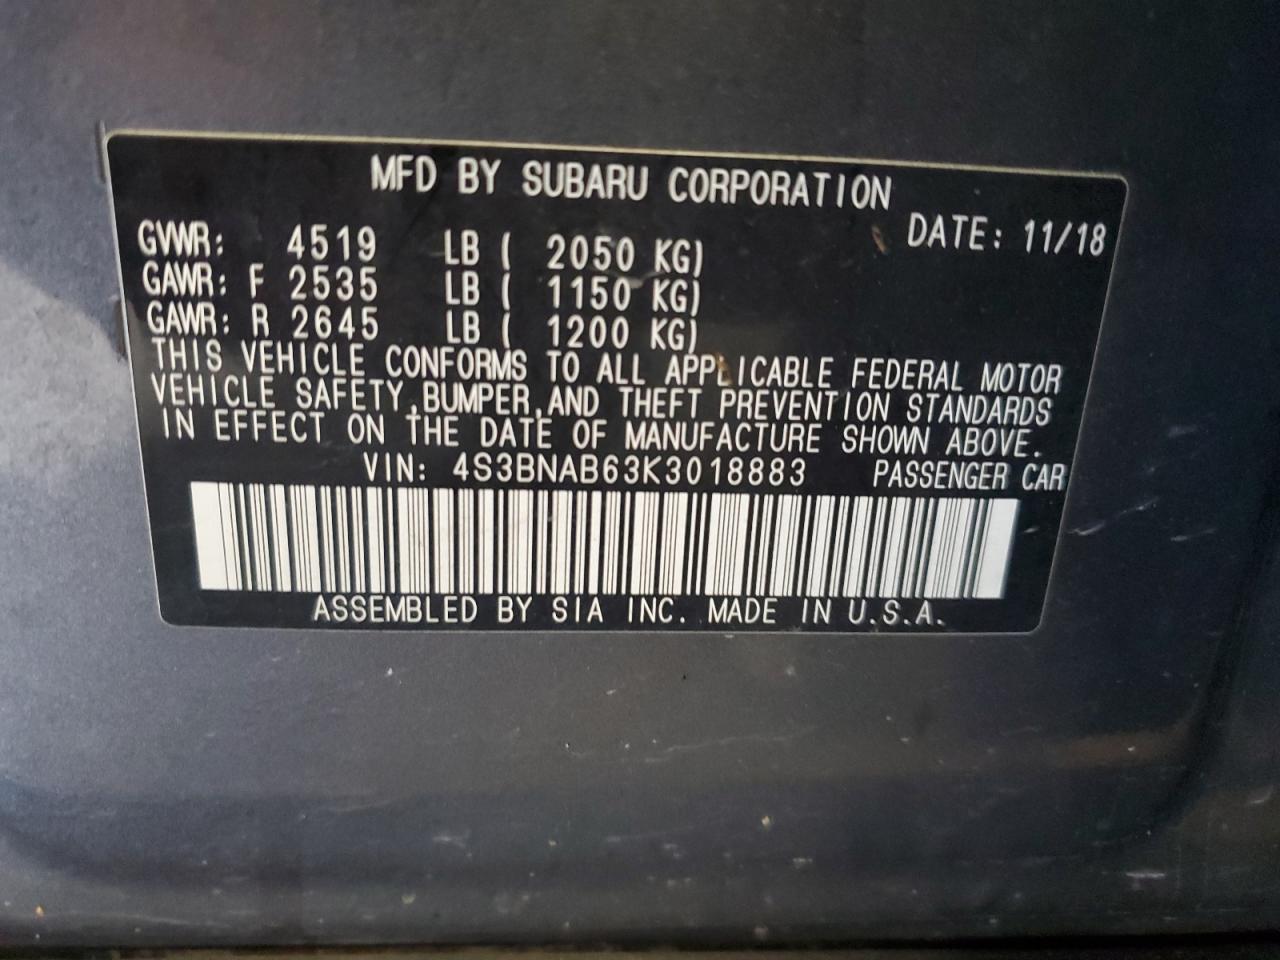 MFD BY SUBARU CORPORATION
DATE: 11/18
GVWR: 4519 LB ( 2050 KG)
GAWR: F 2535 LB ( 1150 KG)
GAWR: R 2645 LB ( 1200 KG)
THIS VEHICLE CONFORMS TO ALL APPLICABLE FEDERAL MOTOR
VEHICLE SAFETY,BUMPER,AND THEFT PREVENTION STANDARDS
IN EFFECT ON THE DATE OF MANUFACTURE SHOWN ABOVE.
VIN: 4S3BNAB63K3018883 PASSENGER CAR
ASSEMBLED BY SIA INC. MADE IN U.S.A.